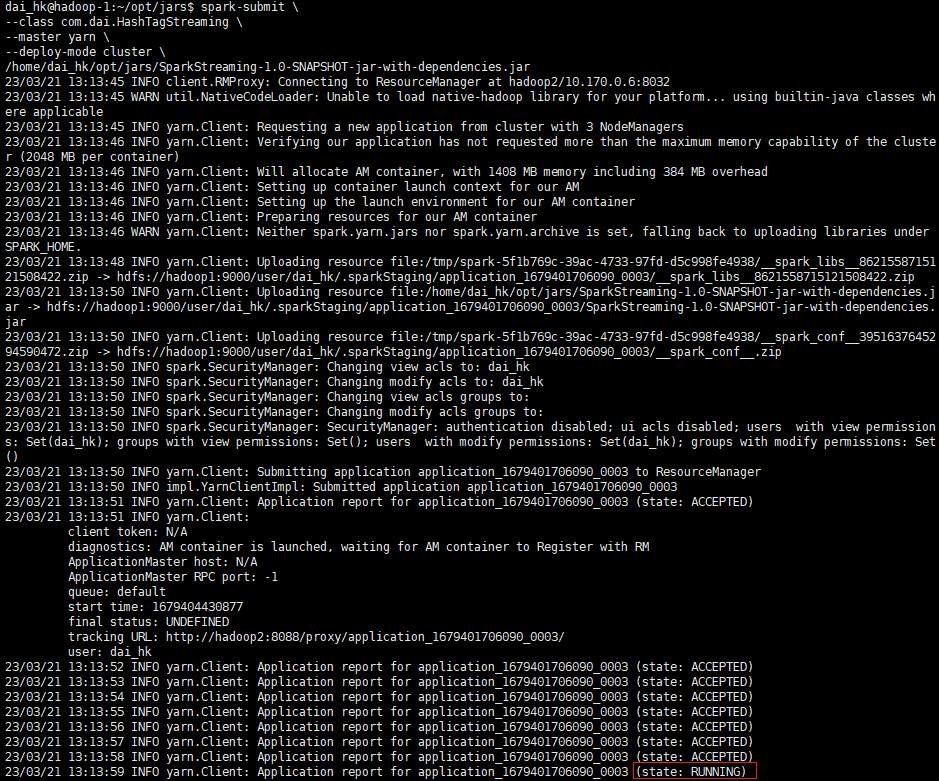 dai_hk@hadoop-1:~/opt/jars$ spark-submit \
--class com.dai.HashTagStreaming \
--master yarn \
--deploy-mode cluster \
/home/dai_hk/opt/jars/SparkStreaming-1.0-SNAPSHOT-jar-with-dependencies.jar
23/03/21 13:13:45 INFO client.RMProxy: Connecting to ResourceManager at hadoop2/10.170.0.6:8032
23/03/21 13:13:45 WARN util.NativeCodeLoader: Unable to load native-hadoop library for your platform... using builtin-java classes wh
ere applicable
23/03/21 13:13:45 INFO yarn.Client: Requesting a new application from cluster with 3 NodeManagers
23/03/21 13:13:46 INFO yarn.Client: Verifying our application has not requested more than the maximum memory capability of the cluste
r (2048 MB per container)
23/03/21 13:13:46 INFO yarn.Client: Will allocate AM container, with 1408 MB memory including 384 MB overhead
23/03/21 13:13:46 INFO yarn.Client: Setting up container launch context for our AM
23/03/21 13:13:46 INFO yarn.Client: Setting up the launch environment for our AM container
23/03/21 13:13:46 INFO yarn.Client: Preparing resources for our AM container
23/03/21 13:13:46 WARN yarn.Client: Neither spark.yarn.jars nor spark.yarn.archive is set, falling back to uploading libraries under
SPARK_HOME.
23/03/21 13:13:48 INFO yarn.Client: Uploading resource file:/tmp/spark-5f1b769c-39ac-4733-97fd-d5c998fe4938/__spark_libs__86215587151
21508422.zip -> hdfs://hadoop1:9000/user/dai_hk/.sparkStaging/application_1679401706090_0003/__spark_libs__8621558715121508422.zip
23/03/21 13:13:50 INFO yarn.Client: Uploading resource file:/home/dai_hk/opt/jars/SparkStreaming-1.0-SNAPSHOT-jar-with-dependencies.j
ar -> hdfs://hadoop1:9000/user/dai_hk/.sparkStaging/application_1679401706090_0003/SparkStreaming-1.0-SNAPSHOT-jar-with-dependencies.
jar
23/03/21 13:13:50 INFO yarn.Client: Uploading resource file:/tmp/spark-5f1b769c-39ac-4733-97fd-d5c998fe4938/__spark_conf__39516376452
94590472.zip -> hdfs://hadoop1:9000/user/dai_hk/.sparkStaging/application_1679401706090_0003/__spark_conf__.zip
23/03/21 13:13:50 INFO spark.SecurityManager: Changing view acls to: dai_hk
23/03/21 13:13:50 INFO spark.SecurityManager: Changing modify acls to: dai_hk
23/03/21 13:13:50 INFO spark.SecurityManager: Changing view acls groups to:
23/03/21 13:13:50 INFO spark.SecurityManager: Changing modify acls groups to:
23/03/21 13:13:50 INFO spark.SecurityManager: SecurityManager: authentication disabled; ui acls disabled; users  with view permission
s: Set(dai_hk); groups with view permissions: Set(); users  with modify permissions: Set(dai_hk); groups with modify permissions: Set
()
23/03/21 13:13:50 INFO yarn.Client: Submitting application application_1679401706090_0003 to ResourceManager
23/03/21 13:13:50 INFO impl.YarnClientImpl: Submitted application application_1679401706090_0003
23/03/21 13:13:51 INFO yarn.Client: Application report for application_1679401706090_0003 (state: ACCEPTED)
23/03/21 13:13:51 INFO yarn.Client:
client token: N/A
diagnostics: AM container is launched, waiting for AM container to Register with RM
ApplicationMaster host: N/A
ApplicationMaster RPC port: -1
queue: default
start time: 1679404430877
final status: UNDEFINED
tracking URL: http://hadoop2:8088/proxy/application_1679401706090_0003/
user: dai_hk
23/03/21 13:13:52 INFO yarn.Client: Application report for application_1679401706090_0003 (state: ACCEPTED)
23/03/21 13:13:53 INFO yarn.Client: Application report for application_1679401706090_0003 (state: ACCEPTED)
23/03/21 13:13:54 INFO yarn.Client: Application report for application_1679401706090_0003 (state: ACCEPTED)
23/03/21 13:13:55 INFO yarn.Client: Application report for application_1679401706090_0003 (state: ACCEPTED)
23/03/21 13:13:56 INFO yarn.Client: Application report for application_1679401706090_0003 (state: ACCEPTED)
23/03/21 13:13:57 INFO yarn.Client: Application report for application_1679401706090_0003 (state: ACCEPTED)
23/03/21 13:13:58 INFO yarn.Client: Application report for application_1679401706090_0003 (state: ACCEPTED)
23/03/21 13:13:59 INFO yarn.Client: Application report for application_1679401706090_0003 (state: RUNNING)